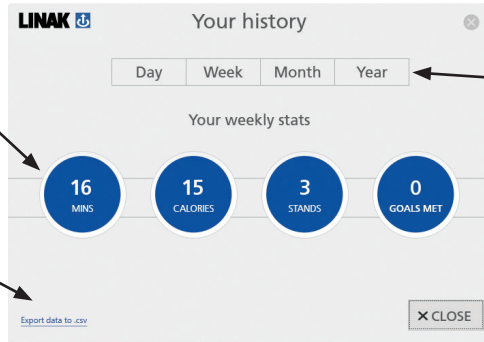 LINAK Your history
Day Week Month Year
Your weekly stats
16 15 3 0
MINS CALORIES STANDS GOALS MET
Export data to .csv
X CLOSE